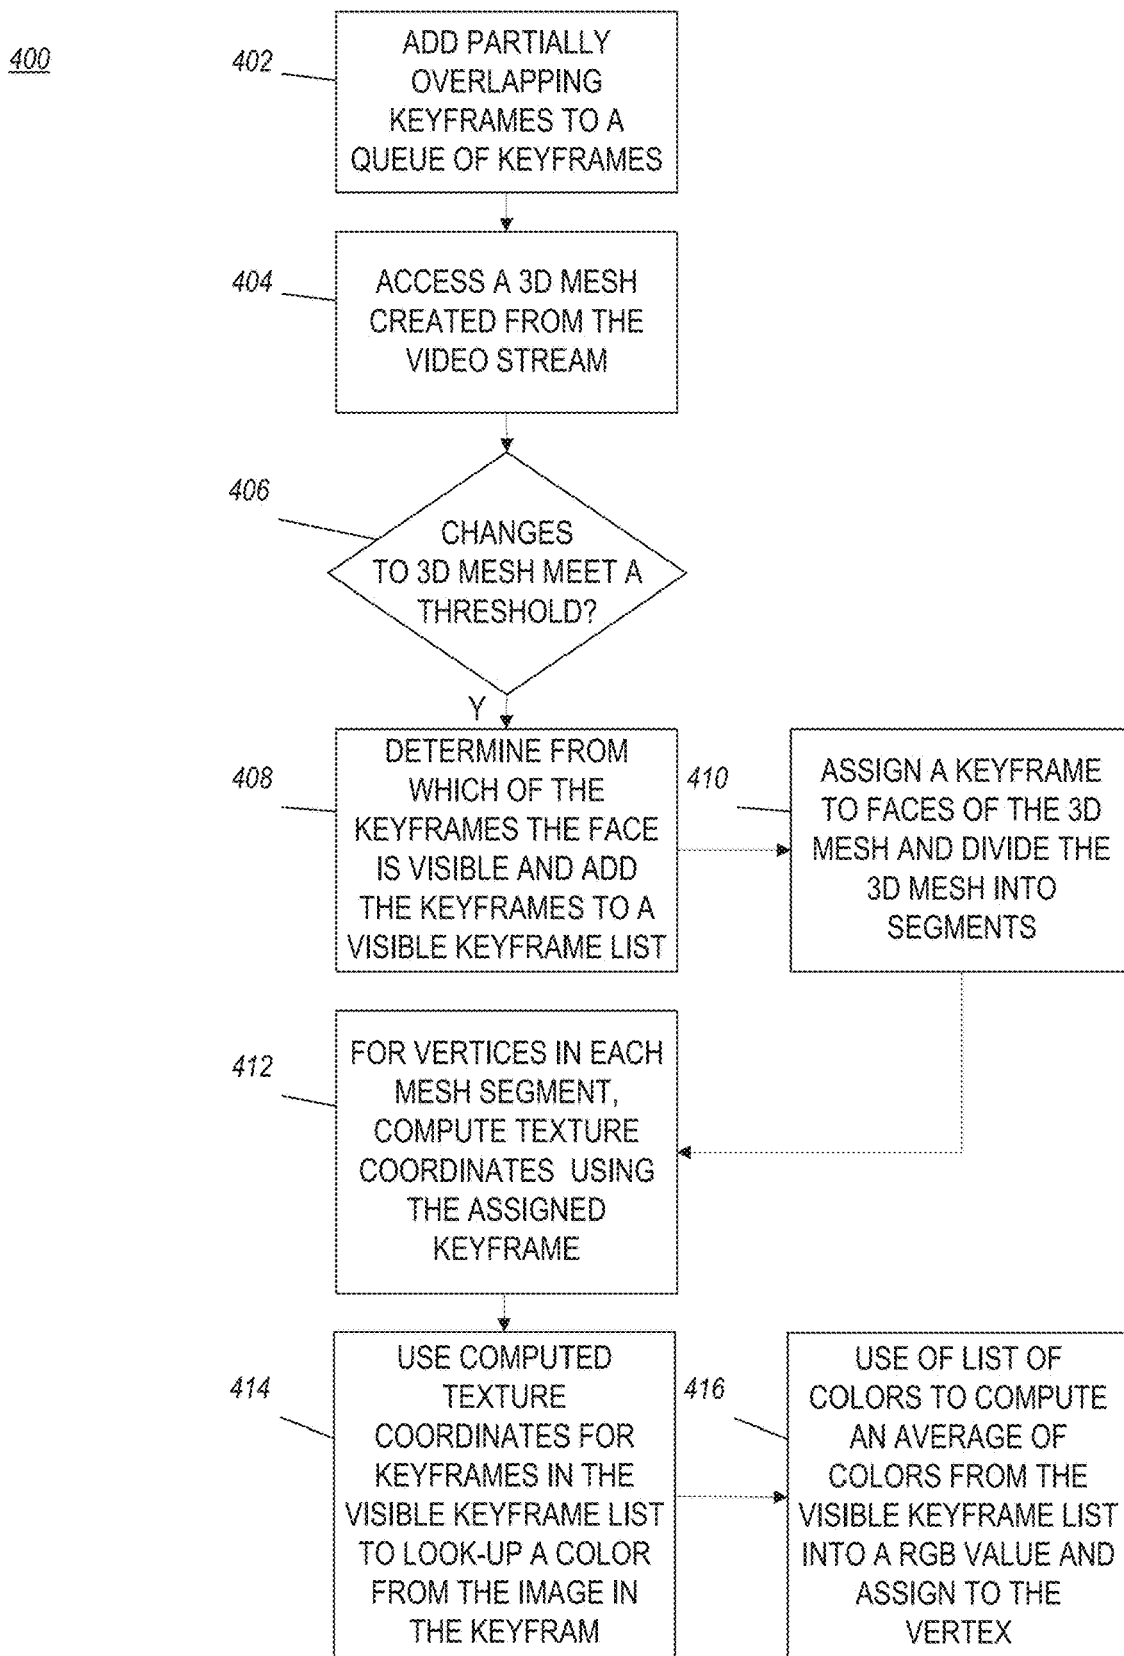 400
402
ADD PARTIALLY
OVERLAPPING
KEYFRAMES TO A
QUEUE OF KEYFRAMES
404
ACCESS A 3D MESH
CREATED FROM THE
VIDEO STREAM
406
CHANGES
TO 3D MESH MEET A
THRESHOLD?
Y
408
DETERMINE FROM
WHICH OF THE
KEYFRAMES THE FACE
IS VISIBLE AND ADD
THE KEYFRAMES TO A
VISIBLE KEYFRAME LIST
410
ASSIGN A KEYFRAME
TO FACES OF THE 3D
MESH AND DIVIDE THE
3D MESH INTO
SEGMENTS
412
FOR VERTICES IN EACH
MESH SEGMENT,
COMPUTE TEXTURE
COORDINATES USING
THE ASSIGNED
KEYFRAME
414
USE COMPUTED
TEXTURE
COORDINATES FOR
KEYFRAMES IN THE
VISIBLE KEYFRAME LIST
TO LOOK-UP A COLOR
FROM THE IMAGE IN
THE KEYFRAM
416
USE OF LIST OF
COLORS TO COMPUTE
AN AVERAGE OF
COLORS FROM THE
VISIBLE KEYFRAME LIST
INTO A RGB VALUE AND
ASSIGN TO THE
VERTEX